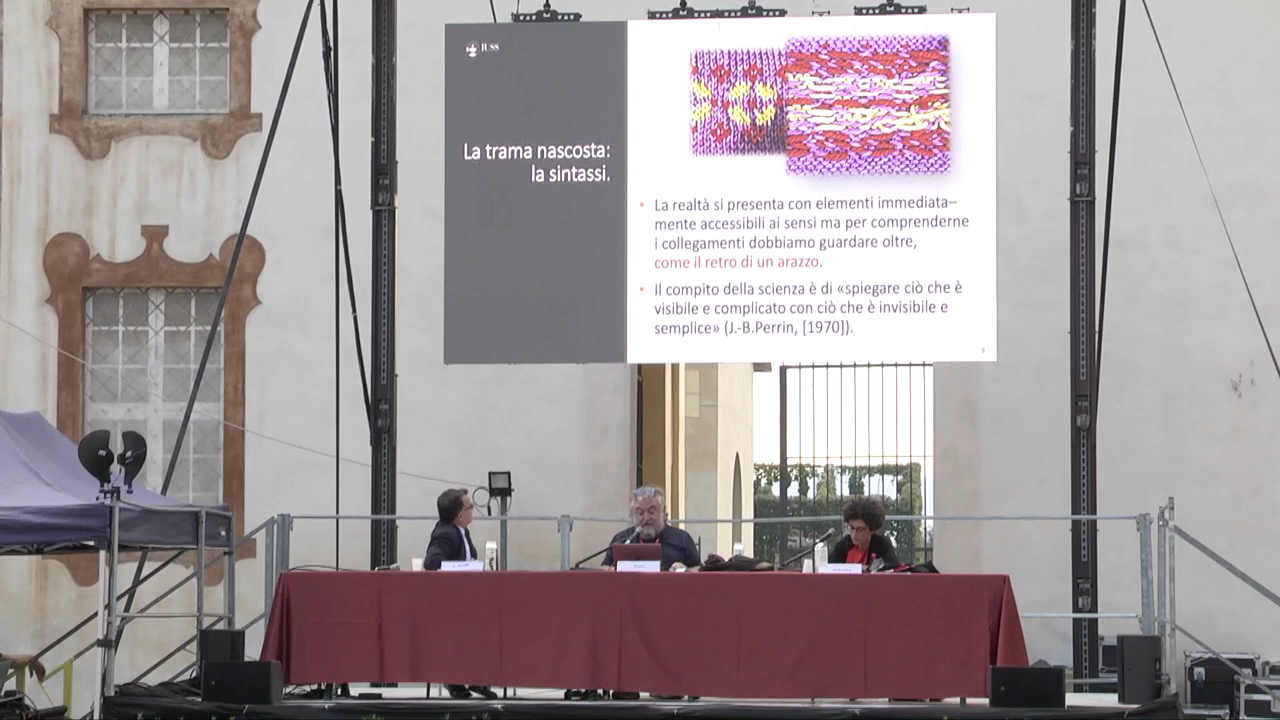 IUSS
La trama nascosta:
la sintassi.
• La realtà si presenta con elementi immediata–
mente accessibili ai sensi ma per comprenderne
i collegamenti dobbiamo guardare oltre,
come il retro di un arazzo.
• Il compito della scienza è di «spiegare ciò che è
visibile e complicato con ciò che è invisibile e
semplice» (J.-B.Perrin, [1970]).
9